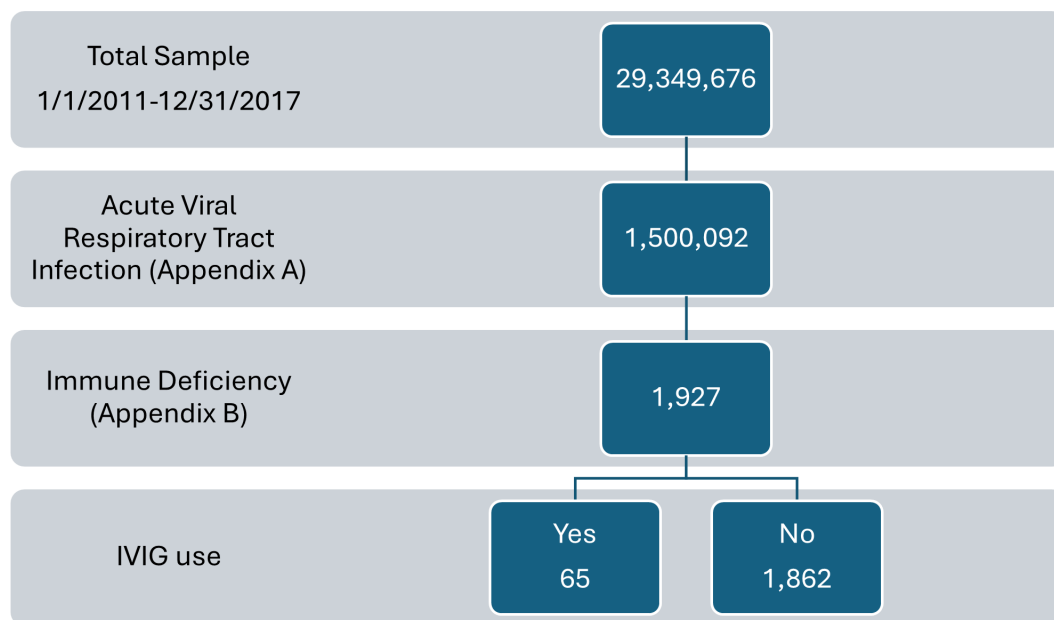 Total Sample
1/1/2011-12/31/2017
29,349,676
Acute Viral
Respiratory Tract
Infection (Appendix A)
1,500,092
Immune Deficiency
(Appendix B)
1,927
IVIG use
Yes
65
No
1,862